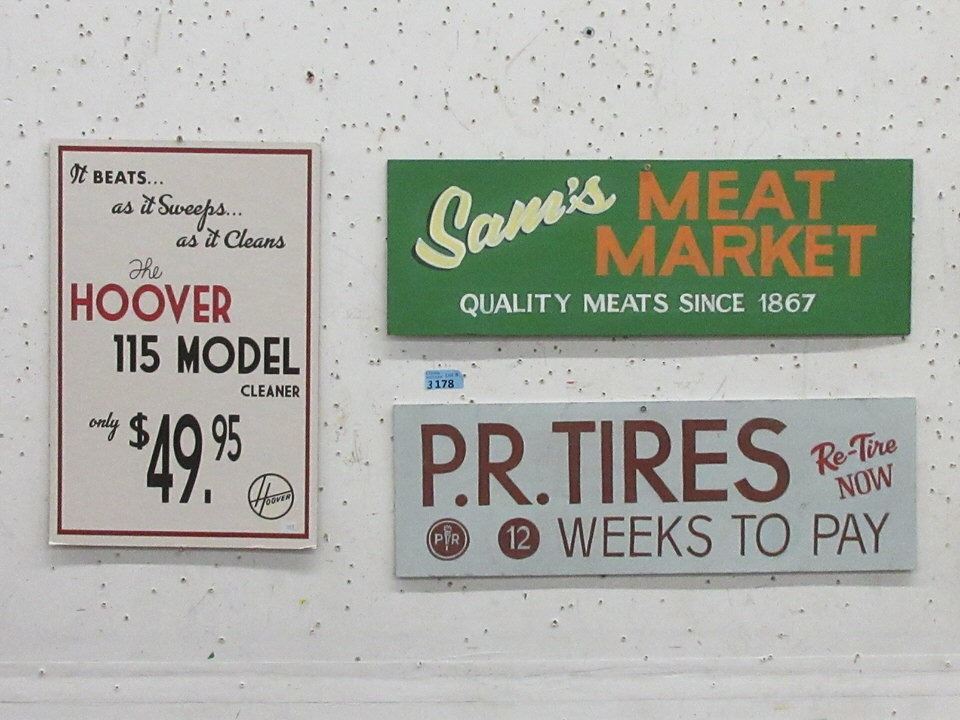 It BEATS...
as it Sweeps...
as it Cleans
The
HOOVER
115 MODEL
CLEANER
only $49.95
HOOVER
Sam's MEAT
MARKET
QUALITY MEATS SINCE 1867
3178
P.R. TIRES
Re-Tire
NOW
PR 12 WEEKS TO PAY